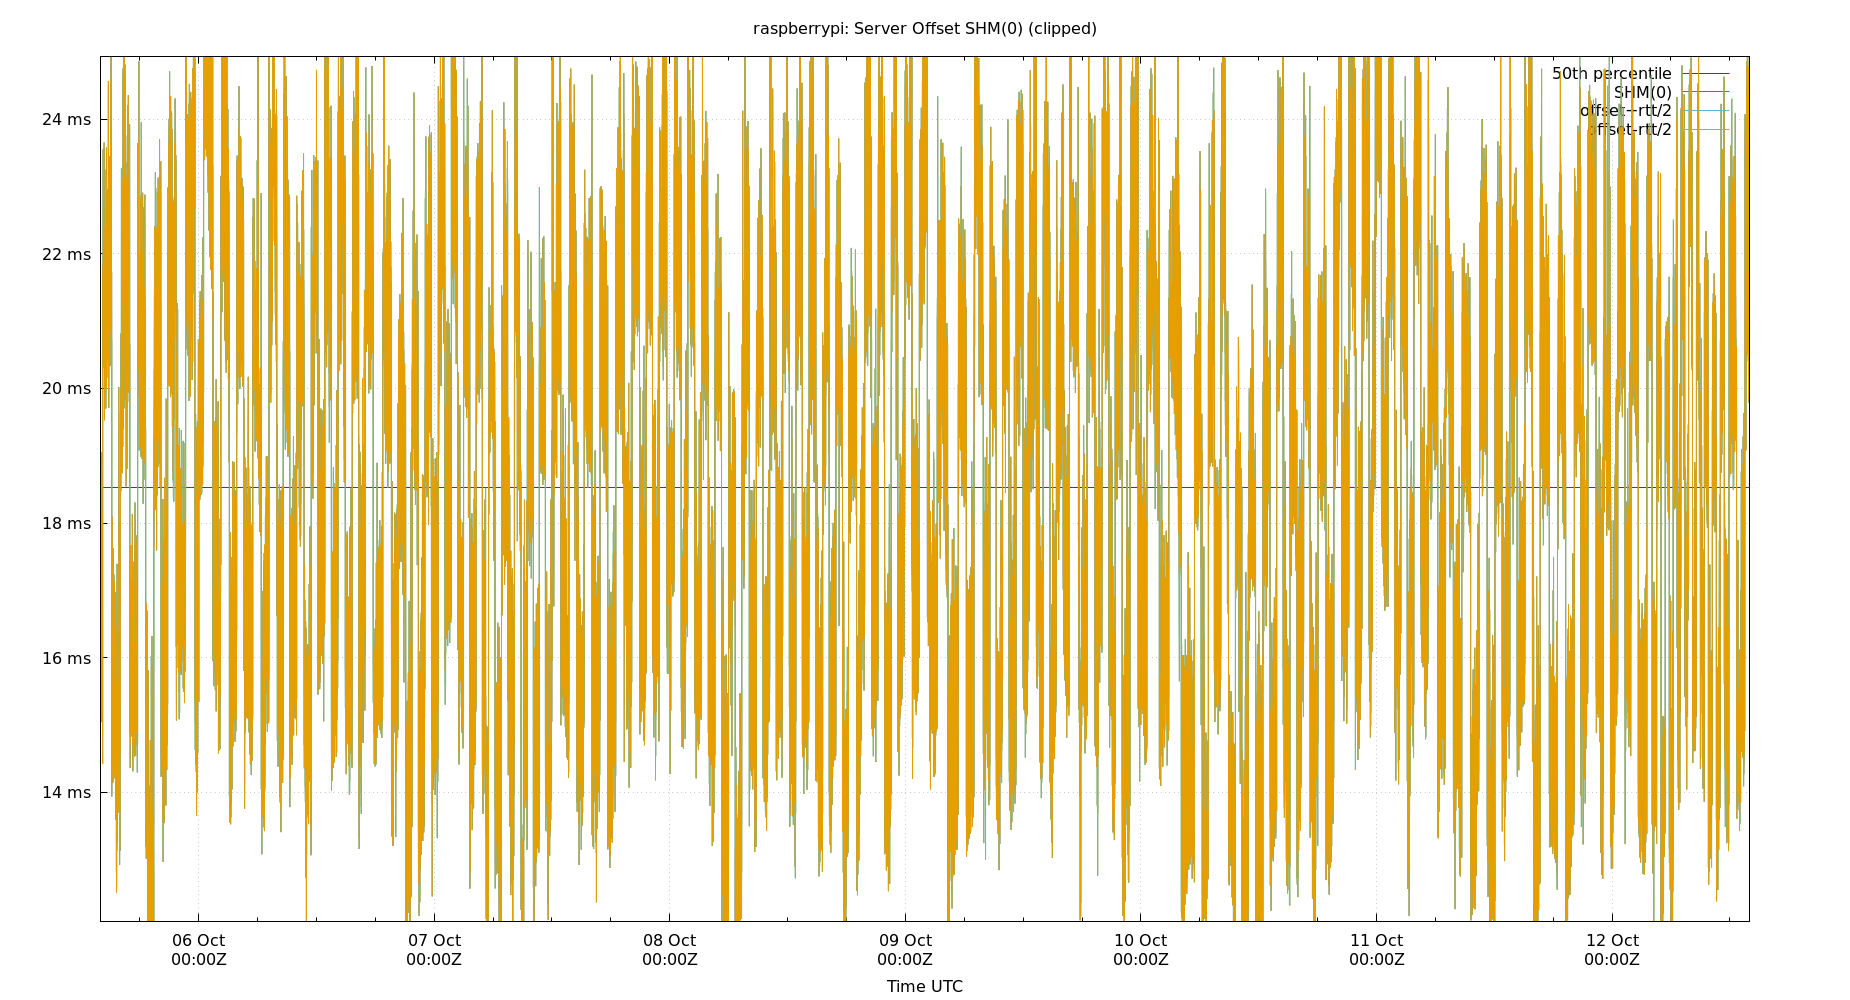 raspberrypi: Server Offset SHM(0) (clipped)
50th percentile
SHM(0)
offset--rtt/2
offset-rtt/2
24 ms
22 ms
20 ms
18 ms
16 ms
14 ms
06 Oct 07 Oct 08 Oct 09 Oct 10 Oct 11 Oct 12 Oct
00:00Z 00:00Z 00:00Z 00:00Z 00:00Z 00:00Z 00:00Z
Time UTC